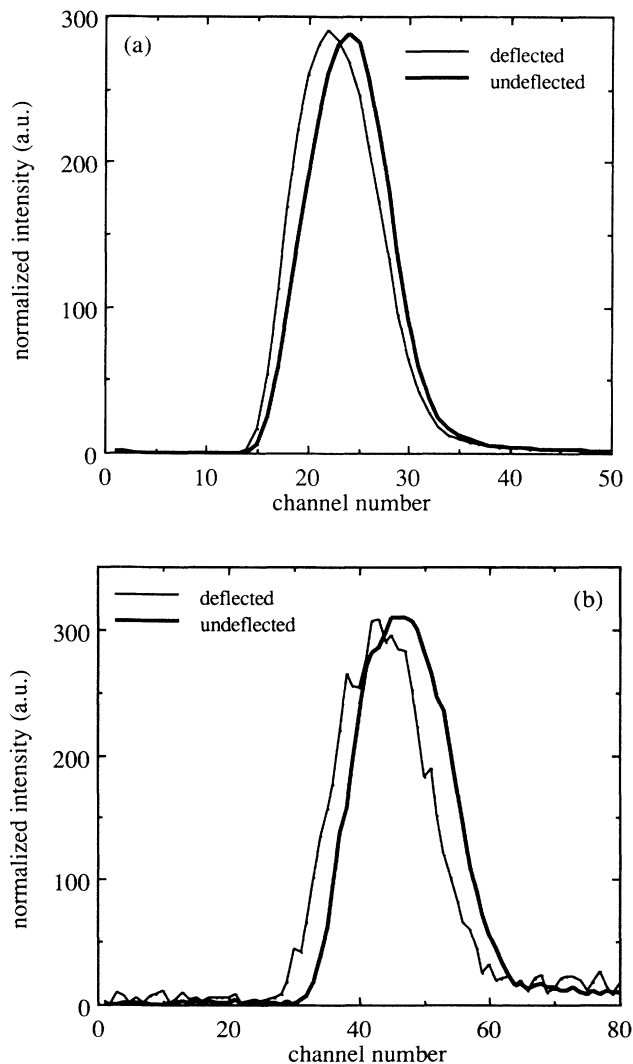 300
(a)
deflected
undeflected
200
normalized intensity (a.u.)
100
0
0 10 20 30 40 50
channel number
deflected (b)
undeflected
300
normalized intensity (a.u.)
200
100
0
0 20 40 60 80
channel number